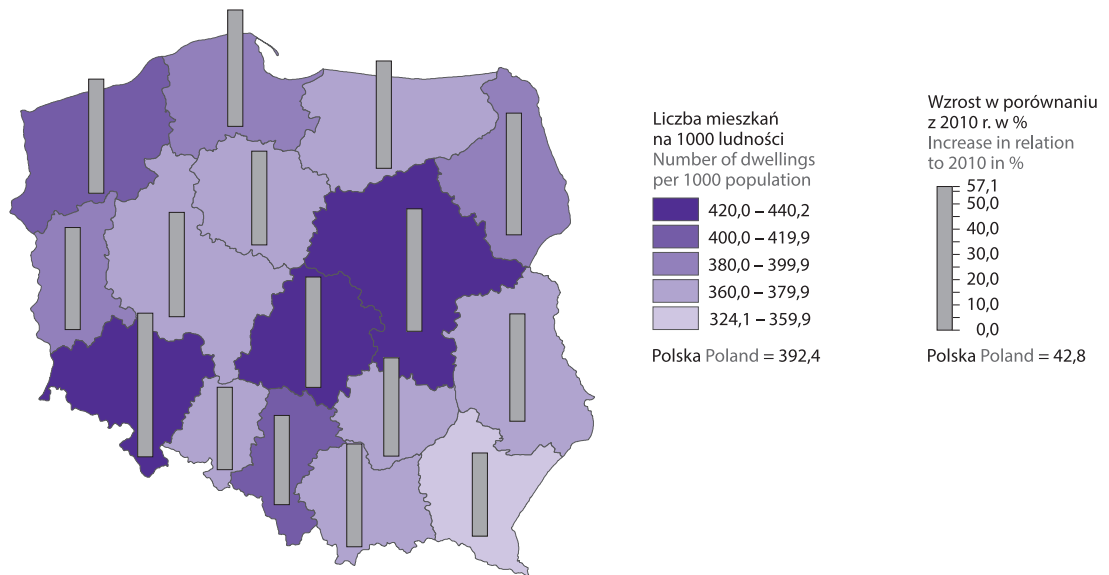 Liczba mieszkań
na 1000 ludności
Number of dwellings
per 1000 population
420,0 – 440,2
400,0 – 419,9
380,0 – 399,9
360,0 – 379,9
324,1 – 359,9
Polska Poland = 392,4
Wzrost w porównaniu
z 2010 r. w %
Increase in relation
to 2010 in %
57,1
50,0
40,0
30,0
20,0
10,0
0,0
Polska Poland = 42,8